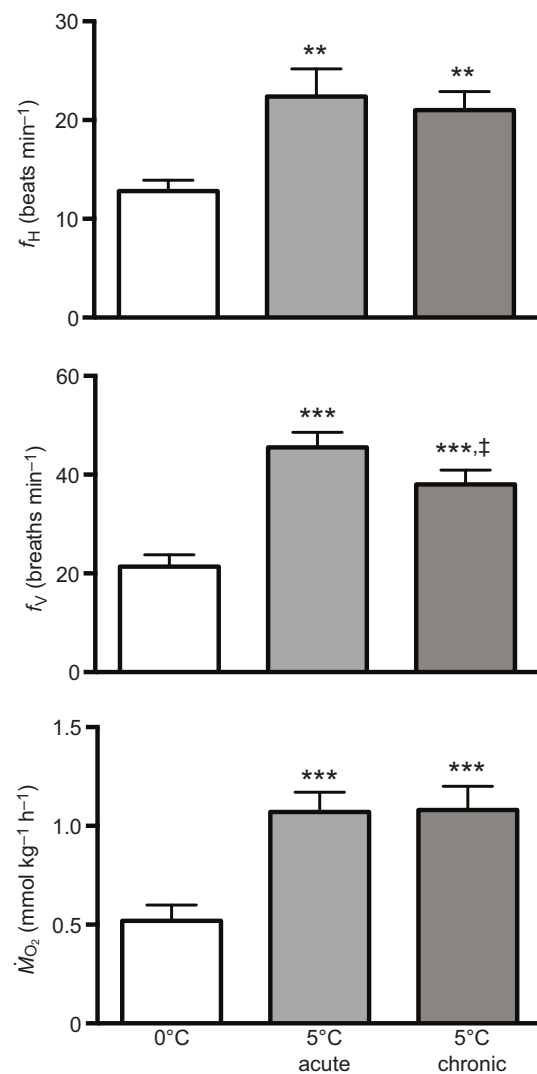 30
20
10
0
fH (beats min–1)
**
**
60
40
20
0
fV (breaths min–1)
***
***,‡
1.5
1.0
0.5
0
ṀO2 (mmol kg–1 h–1)
***
***
0°C
5°C
5°C
acute
chronic